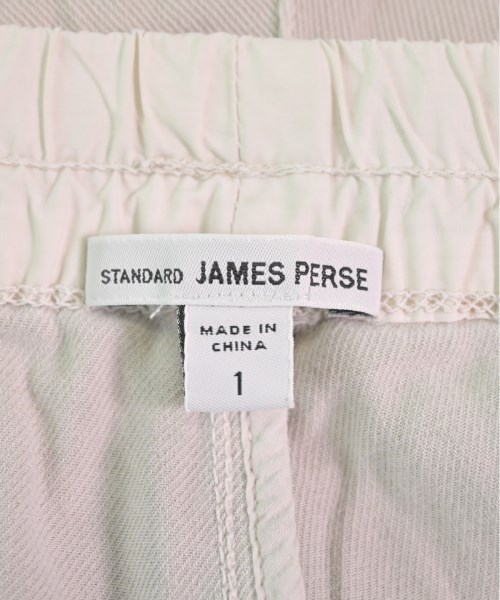 STANDARD JAMES PERSE
MADE IN
CHINA
1